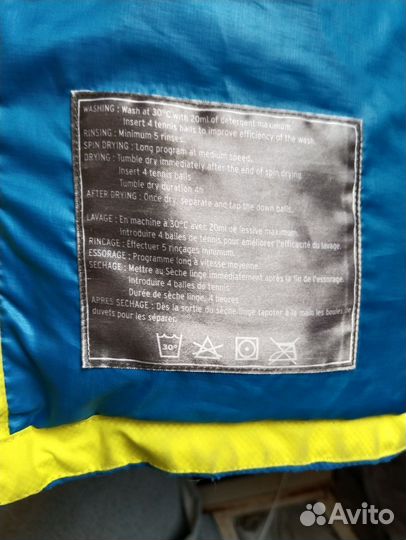 WASHING : Wash at 30°C with 20ml of detergent maximum.
Insert 4 tennis balls to improve efficiency of the wash.
RINSING : Minimum 5 rinses.
SPIN DRYING : Long program at medium speed.
DRYING : Tumble dry immediately after the end of spin drying.
Insert 4 tennis balls
Tumble dry duration 4h
AFTER DRYING : Once dry, separate and tap the down balls.
LAVAGE : En machine à 30°C avec 20ml de lessive maximum.
Introduire 4 balles de tennis pour améliorer l'efficacité du lavage.
RINCAGE : Effectuer 5 rinçages minimum.
ESSORAGE : Programme long à vitesse moyenne.
SECHAGE : Mettre au Sèche linge immédiatement après la fin de l'essorage.
Introduire 4 balles de tennis
Durée de sèche linge, 4 heures
APRES SECHAGE : Dès la sortie du sèche linge tapoter à la main les boules de
duvets pour les séparer.
30°
Avito